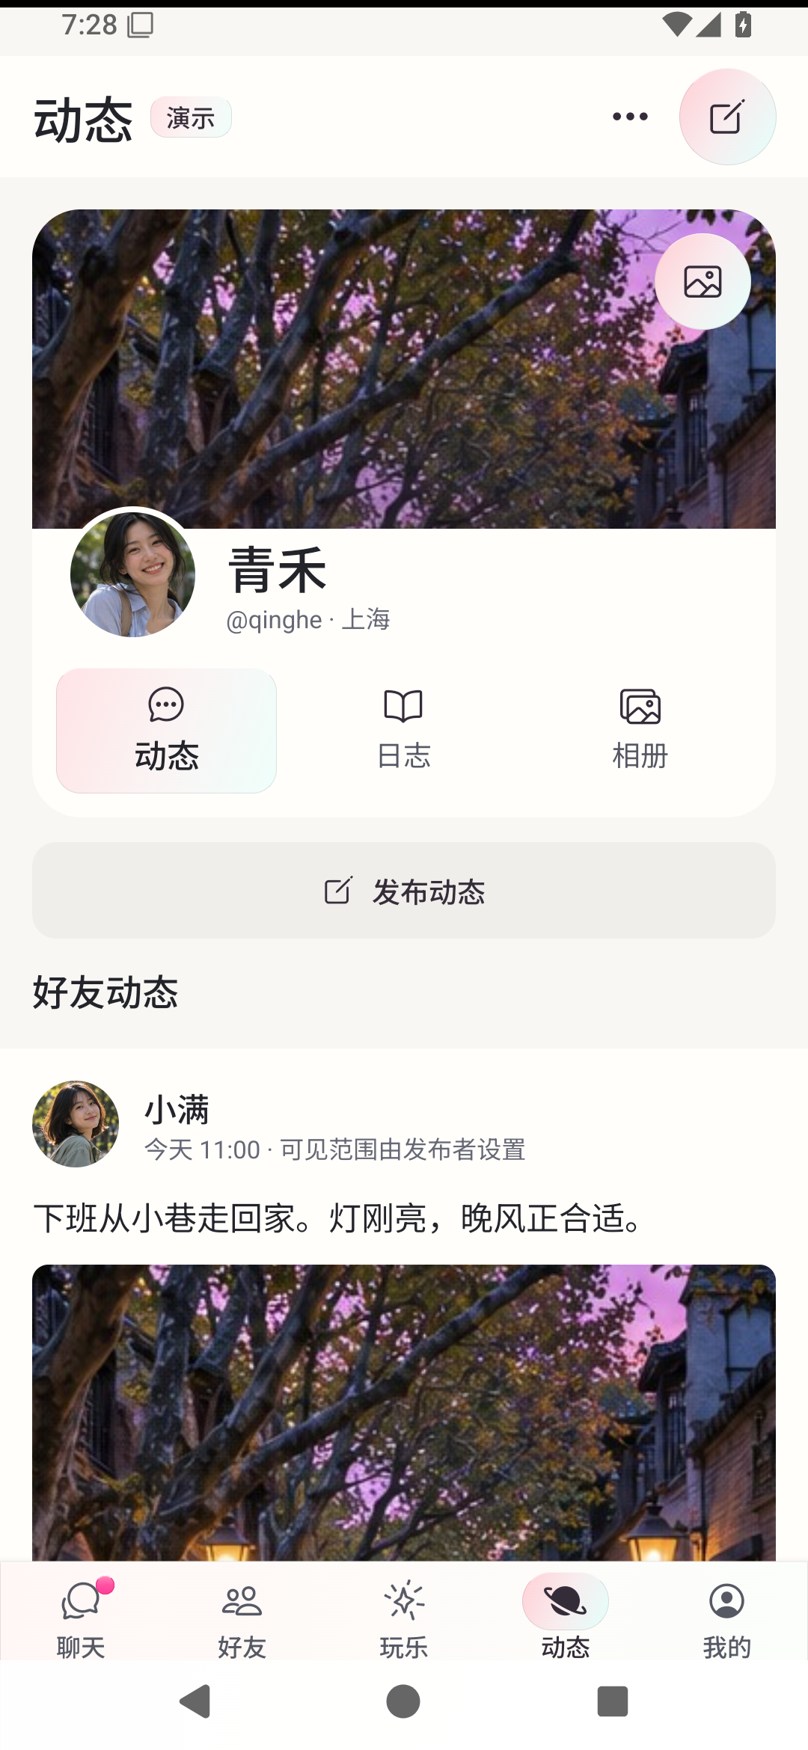 7:28
动态 演示
青禾
@qinghe · 上海
动态 日志 相册
发布动态
好友动态
小满
今天 11:00 · 可见范围由发布者设置
下班从小巷走回家。灯刚亮，晚风正合适。
聊天 好友 玩乐 动态 我的